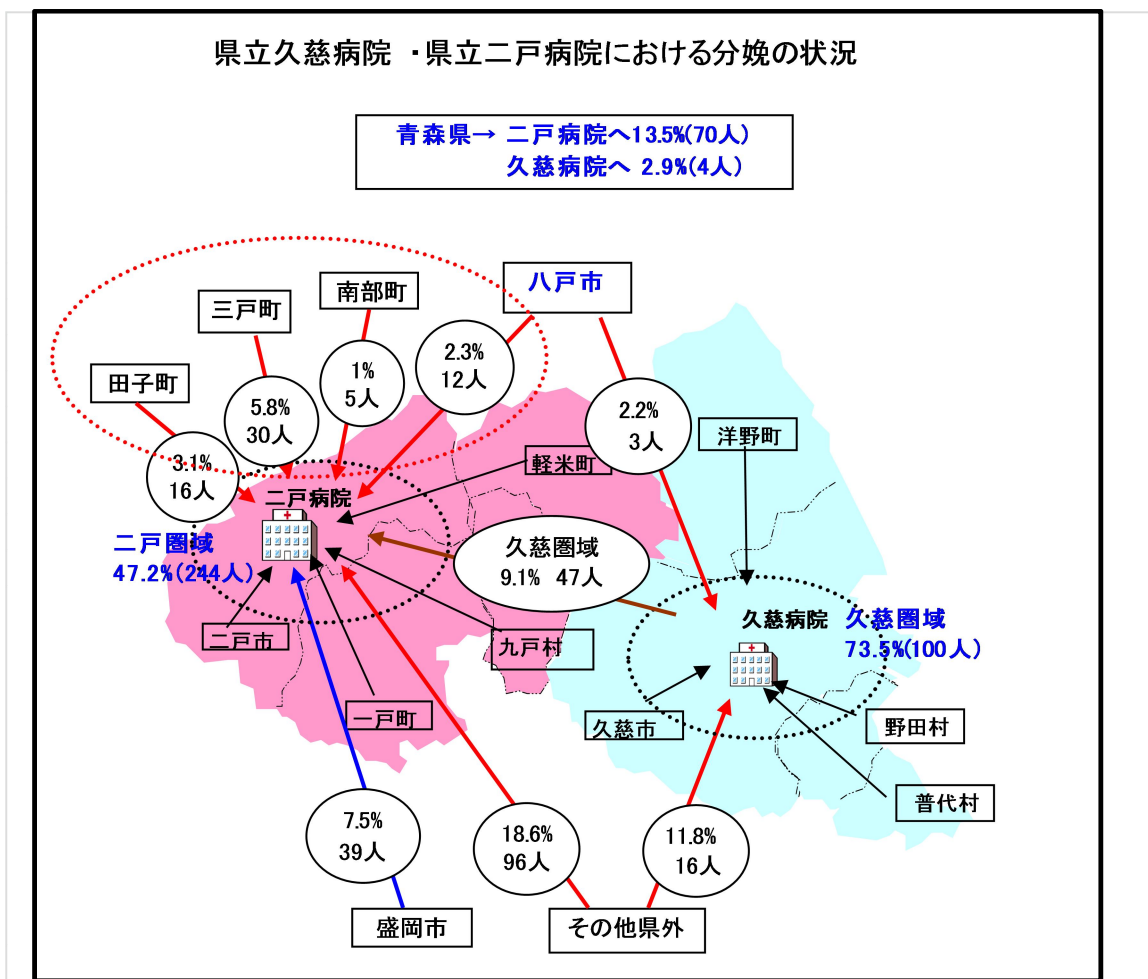 県立久慈病院 ・県立二戸病院における分娩の状況
青森県→ 二戸病院へ13.5%(70人)
久慈病院へ 2.9%(4人)
八戸市
南部町
三戸町
田子町
2.3%
12人
1%
5人
5.8%
30人
3.1%
16人
2.2%
3人
洋野町
軽米町
二戸病院
二戸圏域
47.2%(244人)
久慈圏域
9.1% 47人
久慈病院
久慈圏域
73.5%(100人)
二戸市
九戸村
一戸町
久慈市
野田村
普代村
7.5%
39人
18.6%
96人
11.8%
16人
盛岡市
その他県外